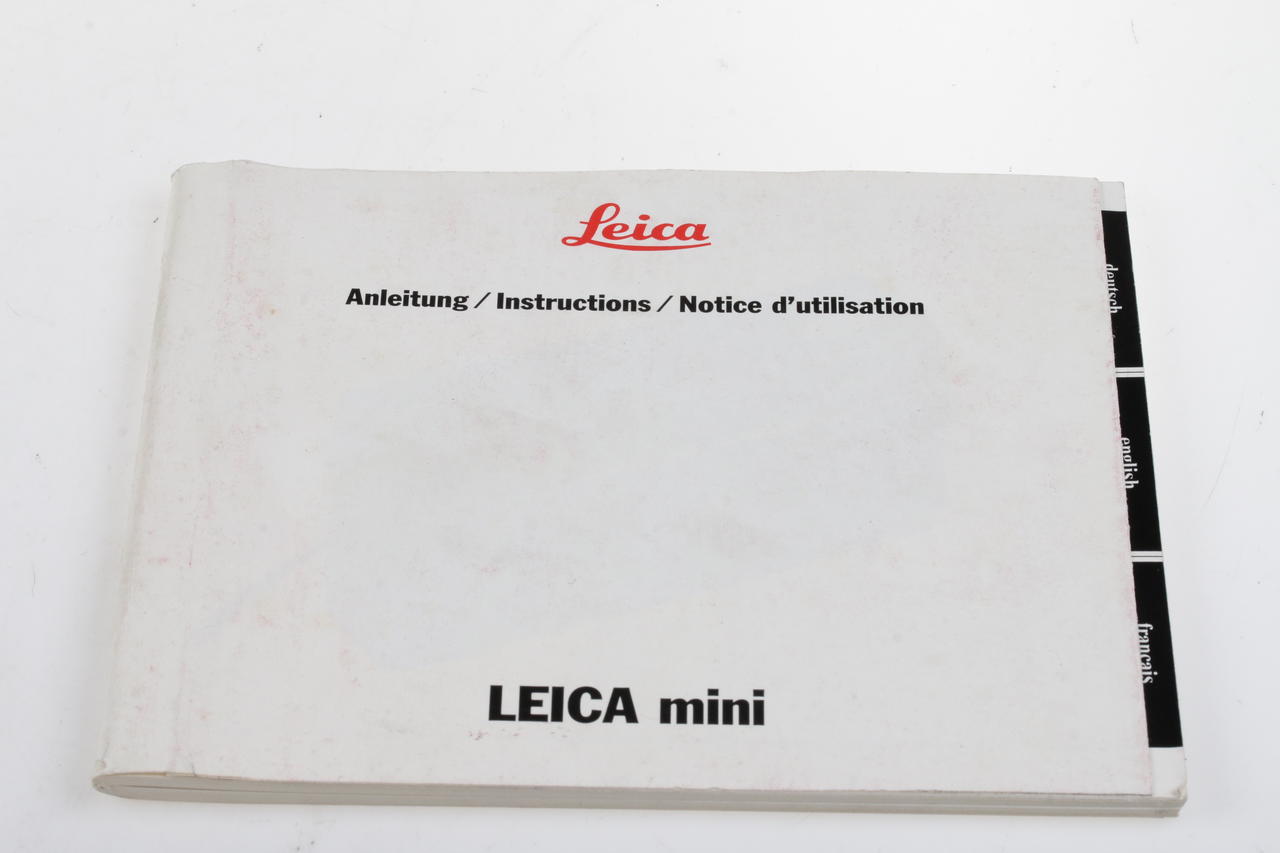 Leica
Anleitung / Instructions / Notice d'utilisation
LEICA mini
deutsch
english
français